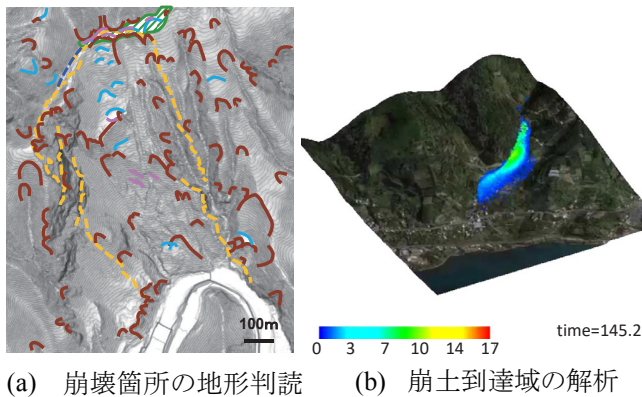 100m
time=145.2
0 3 7 10 14 17
(a) 崩壊箇所の地形判読
(b) 崩土到達域の解析